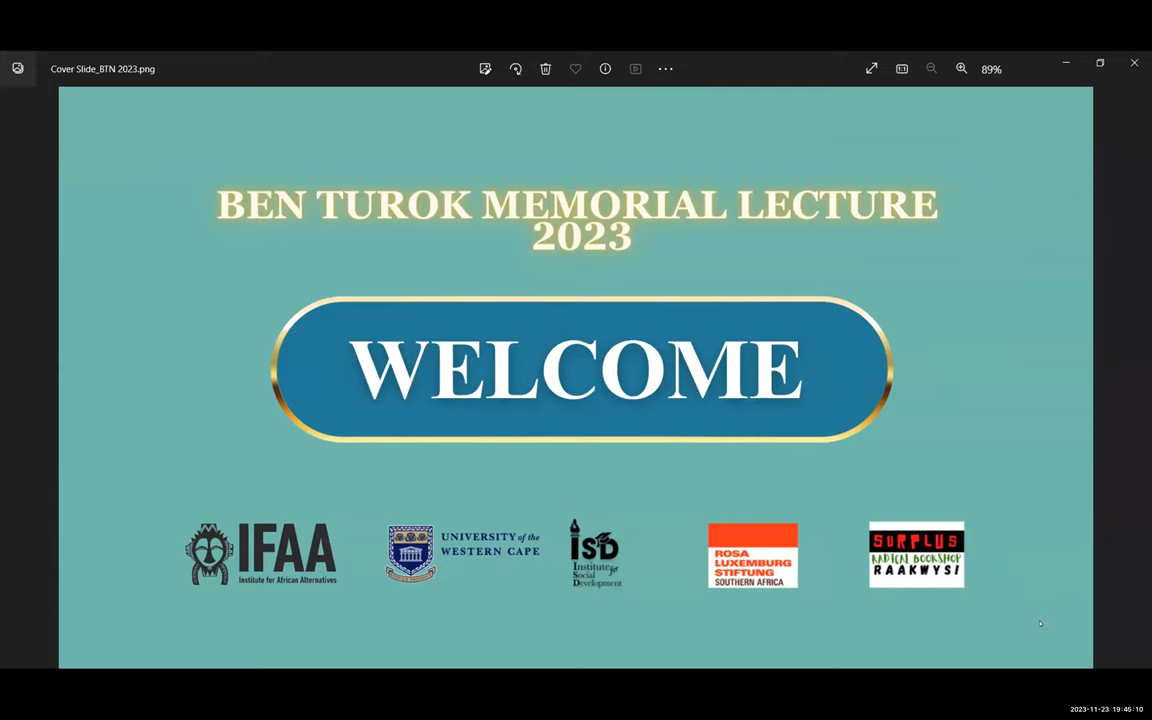 Cover Slide_BTN 2023.png
89%
BEN TUROK MEMORIAL LECTURE
2023
WELCOME
IFAA
Institute for African Alternatives
UNIVERSITY of the
WESTERN CAPE
ISD
Institute for
Social
Development
ROSA
LUXEMBURG
STIFTUNG
SOUTHERN AFRICA
SURPLUS
RADICAL BOOKSHOP
RAAKWYS!
2023-11-23 19:45:10